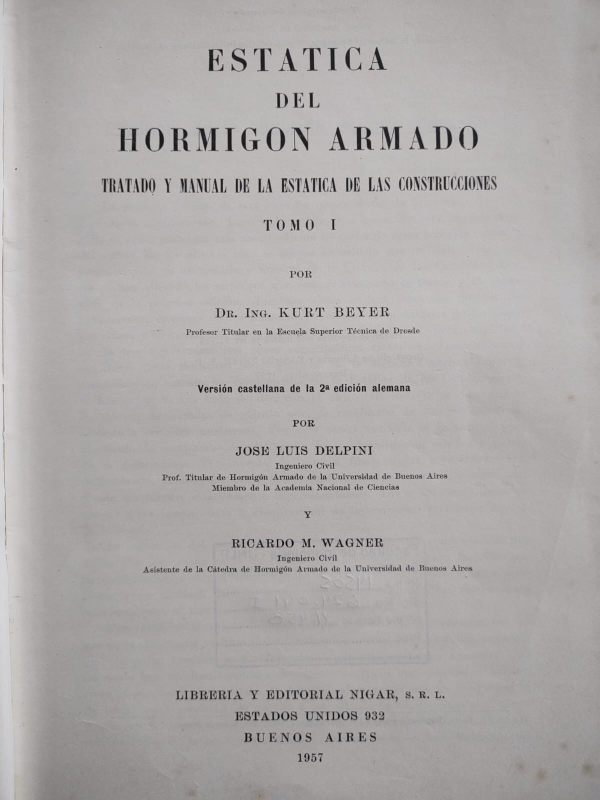 ESTATICA
DEL
HORMIGON ARMADO
TRATADO Y MANUAL DE LA ESTATICA DE LAS CONSTRUCCIONES
TOMO I
POR
DR. ING. KURT BEYER
Profesor Titular en la Escuela Superior Técnica de Dresde
Versión castellana de la 2ª edición alemana
POR
JOSE LUIS DELPINI
Ingeniero Civil
Prof. Titular de Hormigón Armado de la Universidad de Buenos Aires
Miembro de la Academia Nacional de Ciencias
Y
RICARDO M. WAGNER
Ingeniero Civil
Asistente de la Cátedra de Hormigón Armado de la Universidad de Buenos Aires
LIBRERIA Y EDITORIAL NIGAR, S. R. L.
ESTADOS UNIDOS 932
BUENOS AIRES
1957